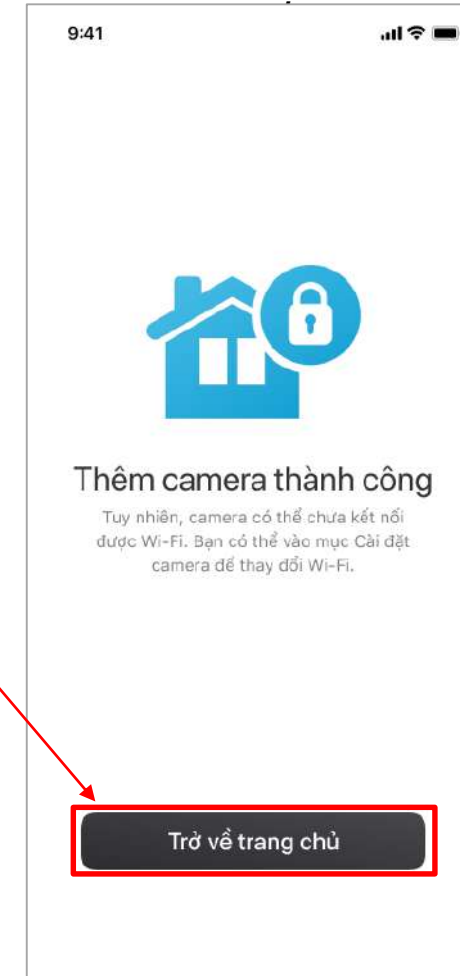 9:41
Thêm camera thành công
Tuy nhiên, camera có thể chưa kết nối
được Wi-Fi. Bạn có thể vào mục Cài đặt
camera để thay đổi Wi-Fi.
Trở về trang chủ